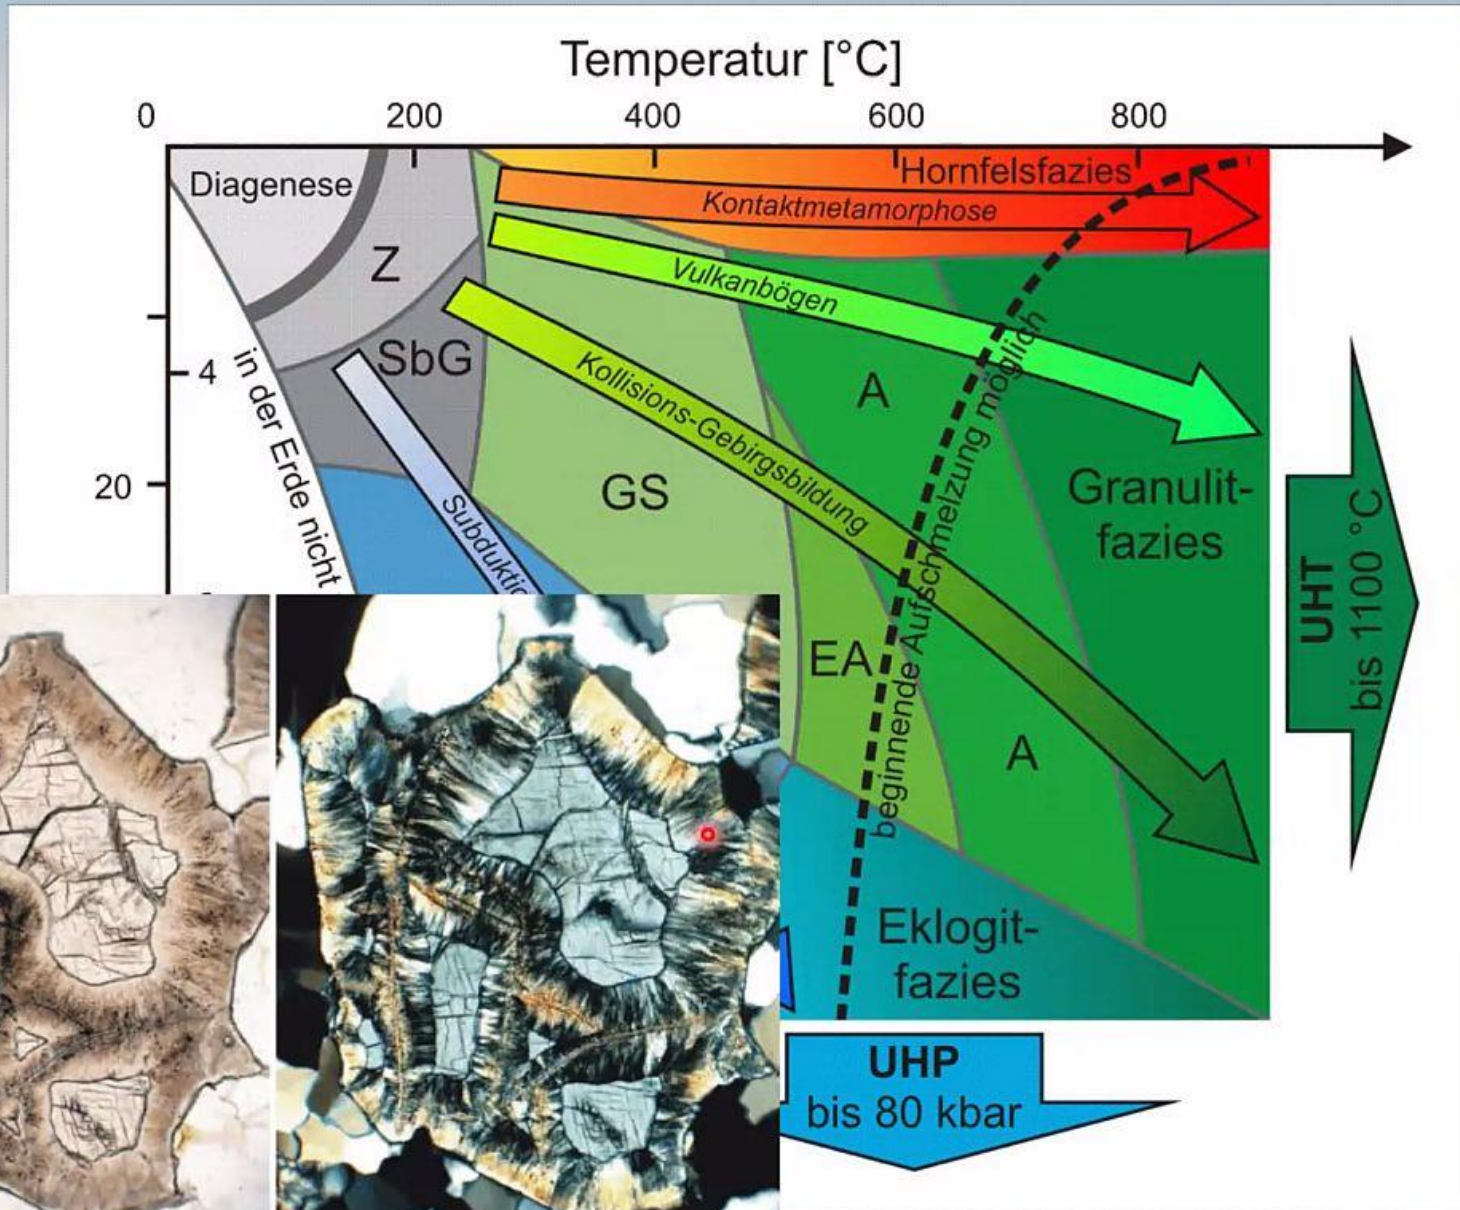 Temperatur [°C]
0 200 400 600 800
Diagenese
Hornfelsfazies
Kontaktmetamorphose
Z
Vulkanbögen
SbG
4
in der Erde nicht
Kollisions-Gebirgsbildung
A
20
GS
Granulit-
fazies
beginnende Aufschmelzung möglich
UHT
bis 1100 °C
EA
A
Eklogit-
fazies
UHP
bis 80 kbar